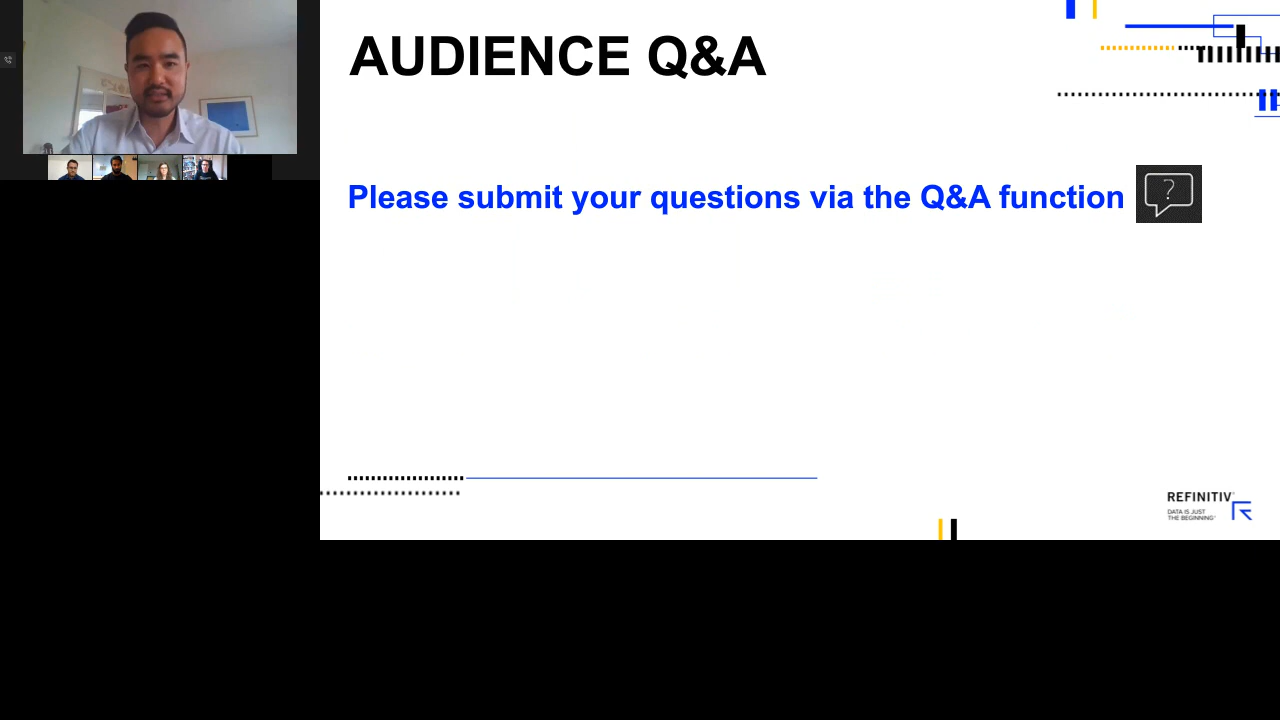 AUDIENCE Q&A
Please submit your questions via the Q&A function
?
REFINITIV
DATA IS JUST
THE BEGINNING